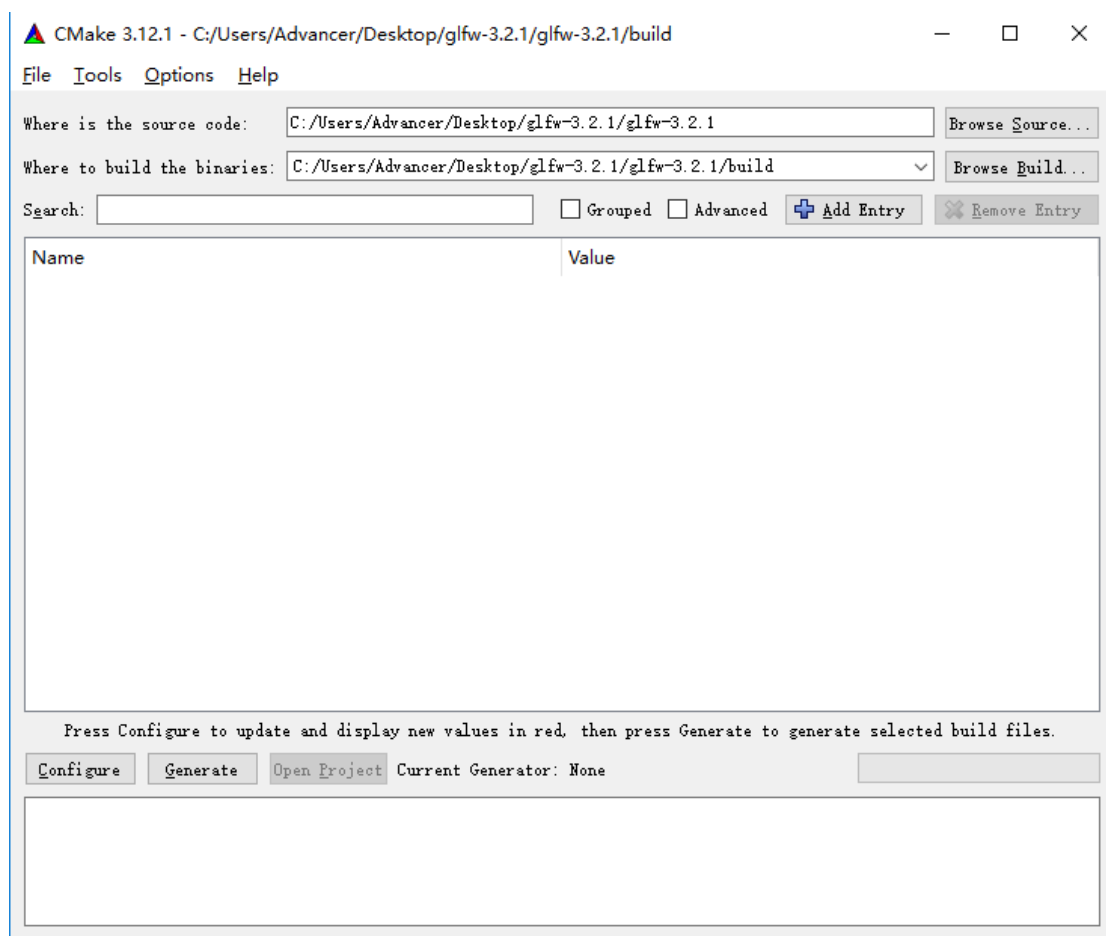 CMake 3.12.1 - C:/Users/Advancer/Desktop/glfw-3.2.1/glfw-3.2.1/build
File Tools Options Help
Where is the source code: C:/Users/Advancer/Desktop/glfw-3.2.1/glfw-3.2.1 Browse Source...
Where to build the binaries: C:/Users/Advancer/Desktop/glfw-3.2.1/glfw-3.2.1/build Browse Build...
Search: Grouped Advanced Add Entry Remove Entry
Name Value
Press Configure to update and display new values in red, then press Generate to generate selected build files.
Configure Generate Open Project Current Generator: None